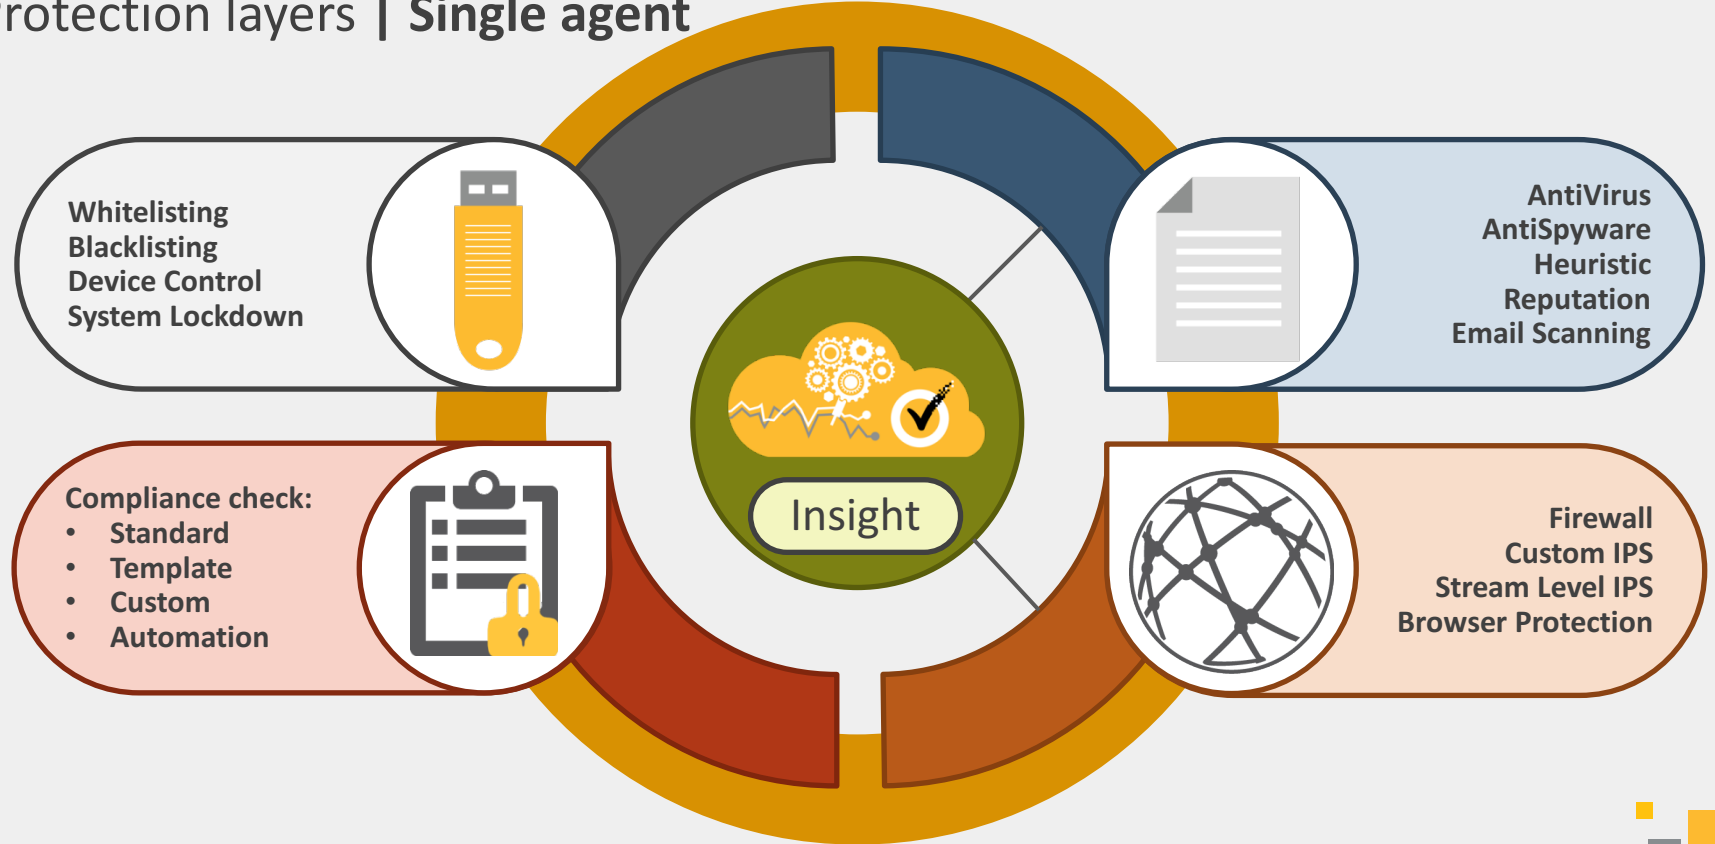 rotection layers | Single agent
Whitelisting
Blacklisting
Device Control
System Lockdown
AntiVirus
AntiSpyware
Heuristic
Reputation
Email Scanning
Insight
Compliance check:
• Standard
• Template
• Custom
• Automation
Firewall
Custom IPS
Stream Level IPS
Browser Protection